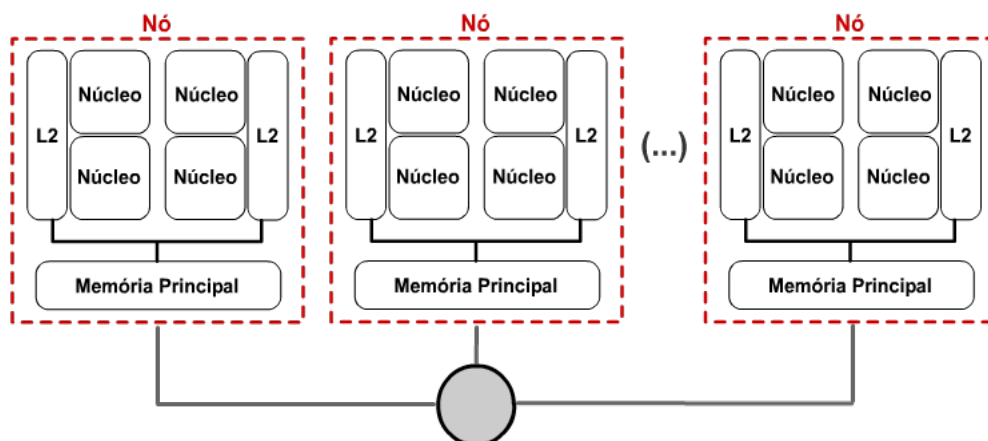 Nó Nó Nó
Núcleo Núcleo Núcleo Núcleo Núcleo Núcleo
L2 L2 L2 L2 (...) L2 L2
Núcleo Núcleo Núcleo Núcleo Núcleo Núcleo
Memória Principal Memória Principal Memória Principal